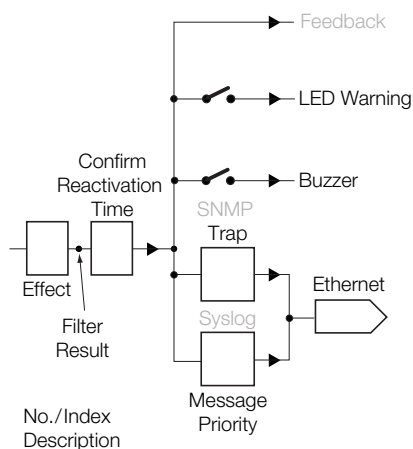 Feedback
LED Warning
Confirm
Reactivation
Time
Buzzer
SNMP
Trap
Effect
Filter
Result
Syslog
Ethernet
Message
Priority
No./Index
Description